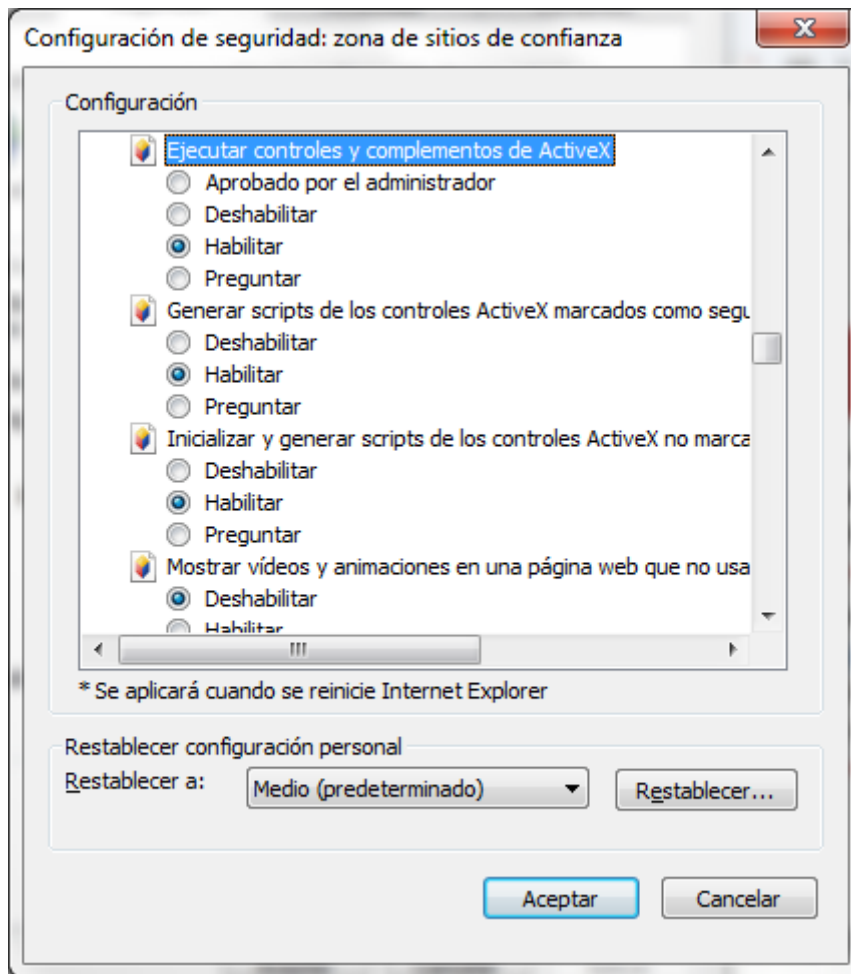 Configuración de seguridad: zona de sitios de confianza
Configuración
Ejecutar controles y complementos de ActiveX
Aprobado por el administrador
Deshabilitar
Habilitar
Preguntar
Generar scripts de los controles ActiveX marcados como segu
Deshabilitar
Habilitar
Preguntar
Inicializar y generar scripts de los controles ActiveX no marca
Deshabilitar
Habilitar
Preguntar
Mostrar vídeos y animaciones en una página web que no usa
Deshabilitar
Habilitar
* Se aplicará cuando se reinicie Internet Explorer
Restablecer configuración personal
Restablecer a: Medio (predeterminado) Restablecer...
Aceptar Cancelar